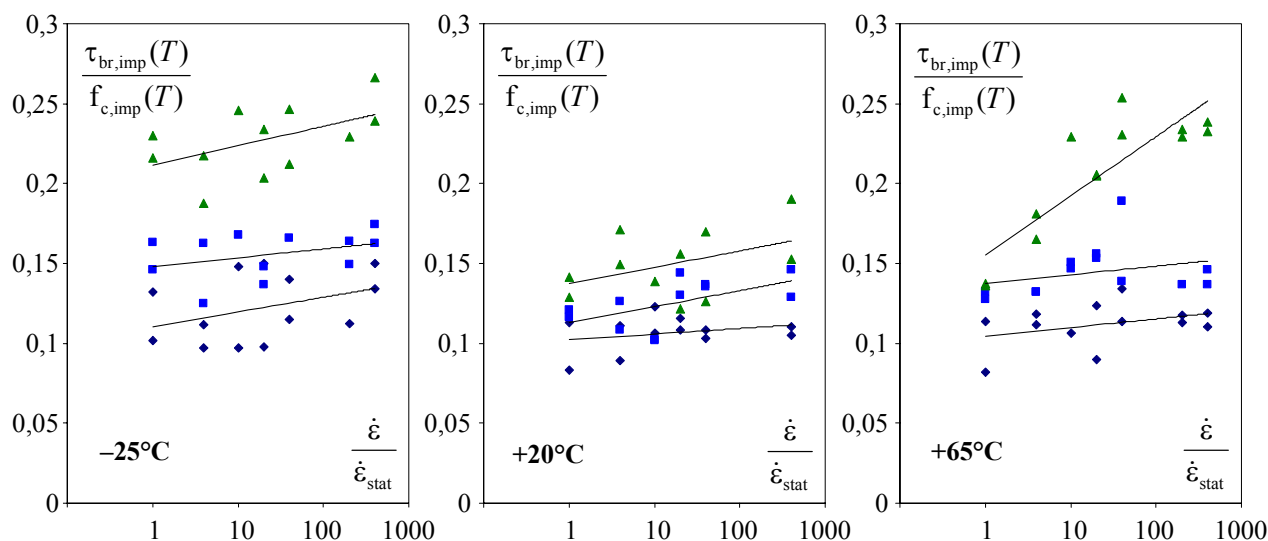 0,3
0,25
0,2
0,15
0,1
0,05
0
τbr,imp(T)
fc,imp(T)
–25°C
ε̇
ε̇stat
1
10
100
1000
0,3
0,25
0,2
0,15
0,1
0,05
0
τbr,imp(T)
fc,imp(T)
+20°C
ε̇
ε̇stat
1
10
100
1000
0,3
0,25
0,2
0,15
0,1
0,05
0
τbr,imp(T)
fc,imp(T)
+65°C
ε̇
ε̇stat
1
10
100
1000